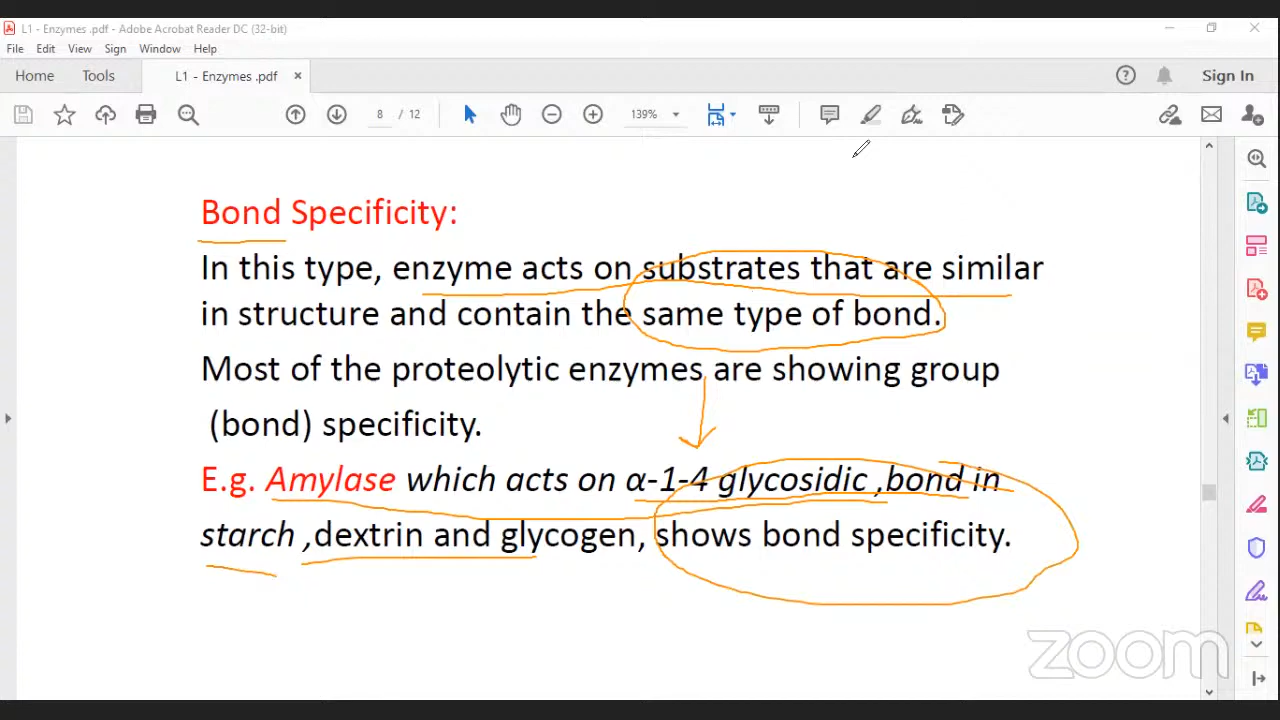 L1 - Enzymes .pdf - Adobe Acrobat Reader DC (32-bit)
File Edit View Sign Window Help
Home Tools L1 - Enzymes .pdf × Sign In
8 / 12 139%
Bond Specificity:
In this type, enzyme acts on substrates that are similar
in structure and contain the same type of bond.
Most of the proteolytic enzymes are showing group
(bond) specificity.
E.g. Amylase which acts on α-1-4 glycosidic ,bond in
starch ,dextrin and glycogen, shows bond specificity.
zoom